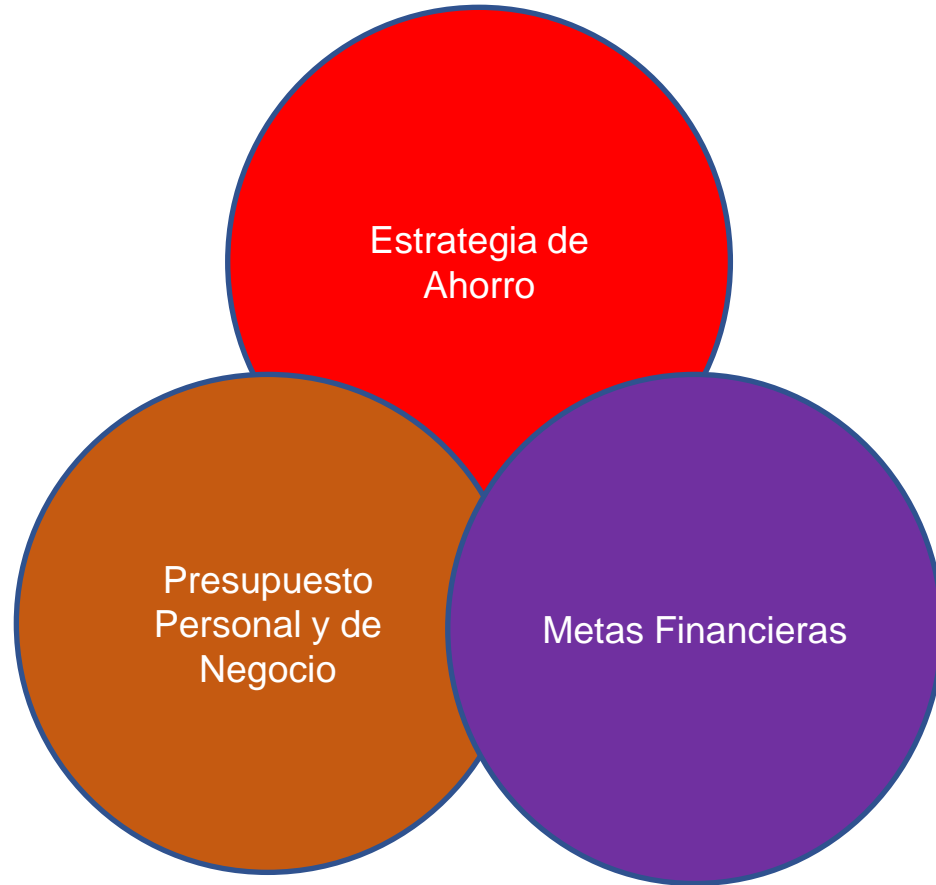 Estrategia de
Ahorro
Presupuesto
Personal y de
Negocio
Metas Financieras